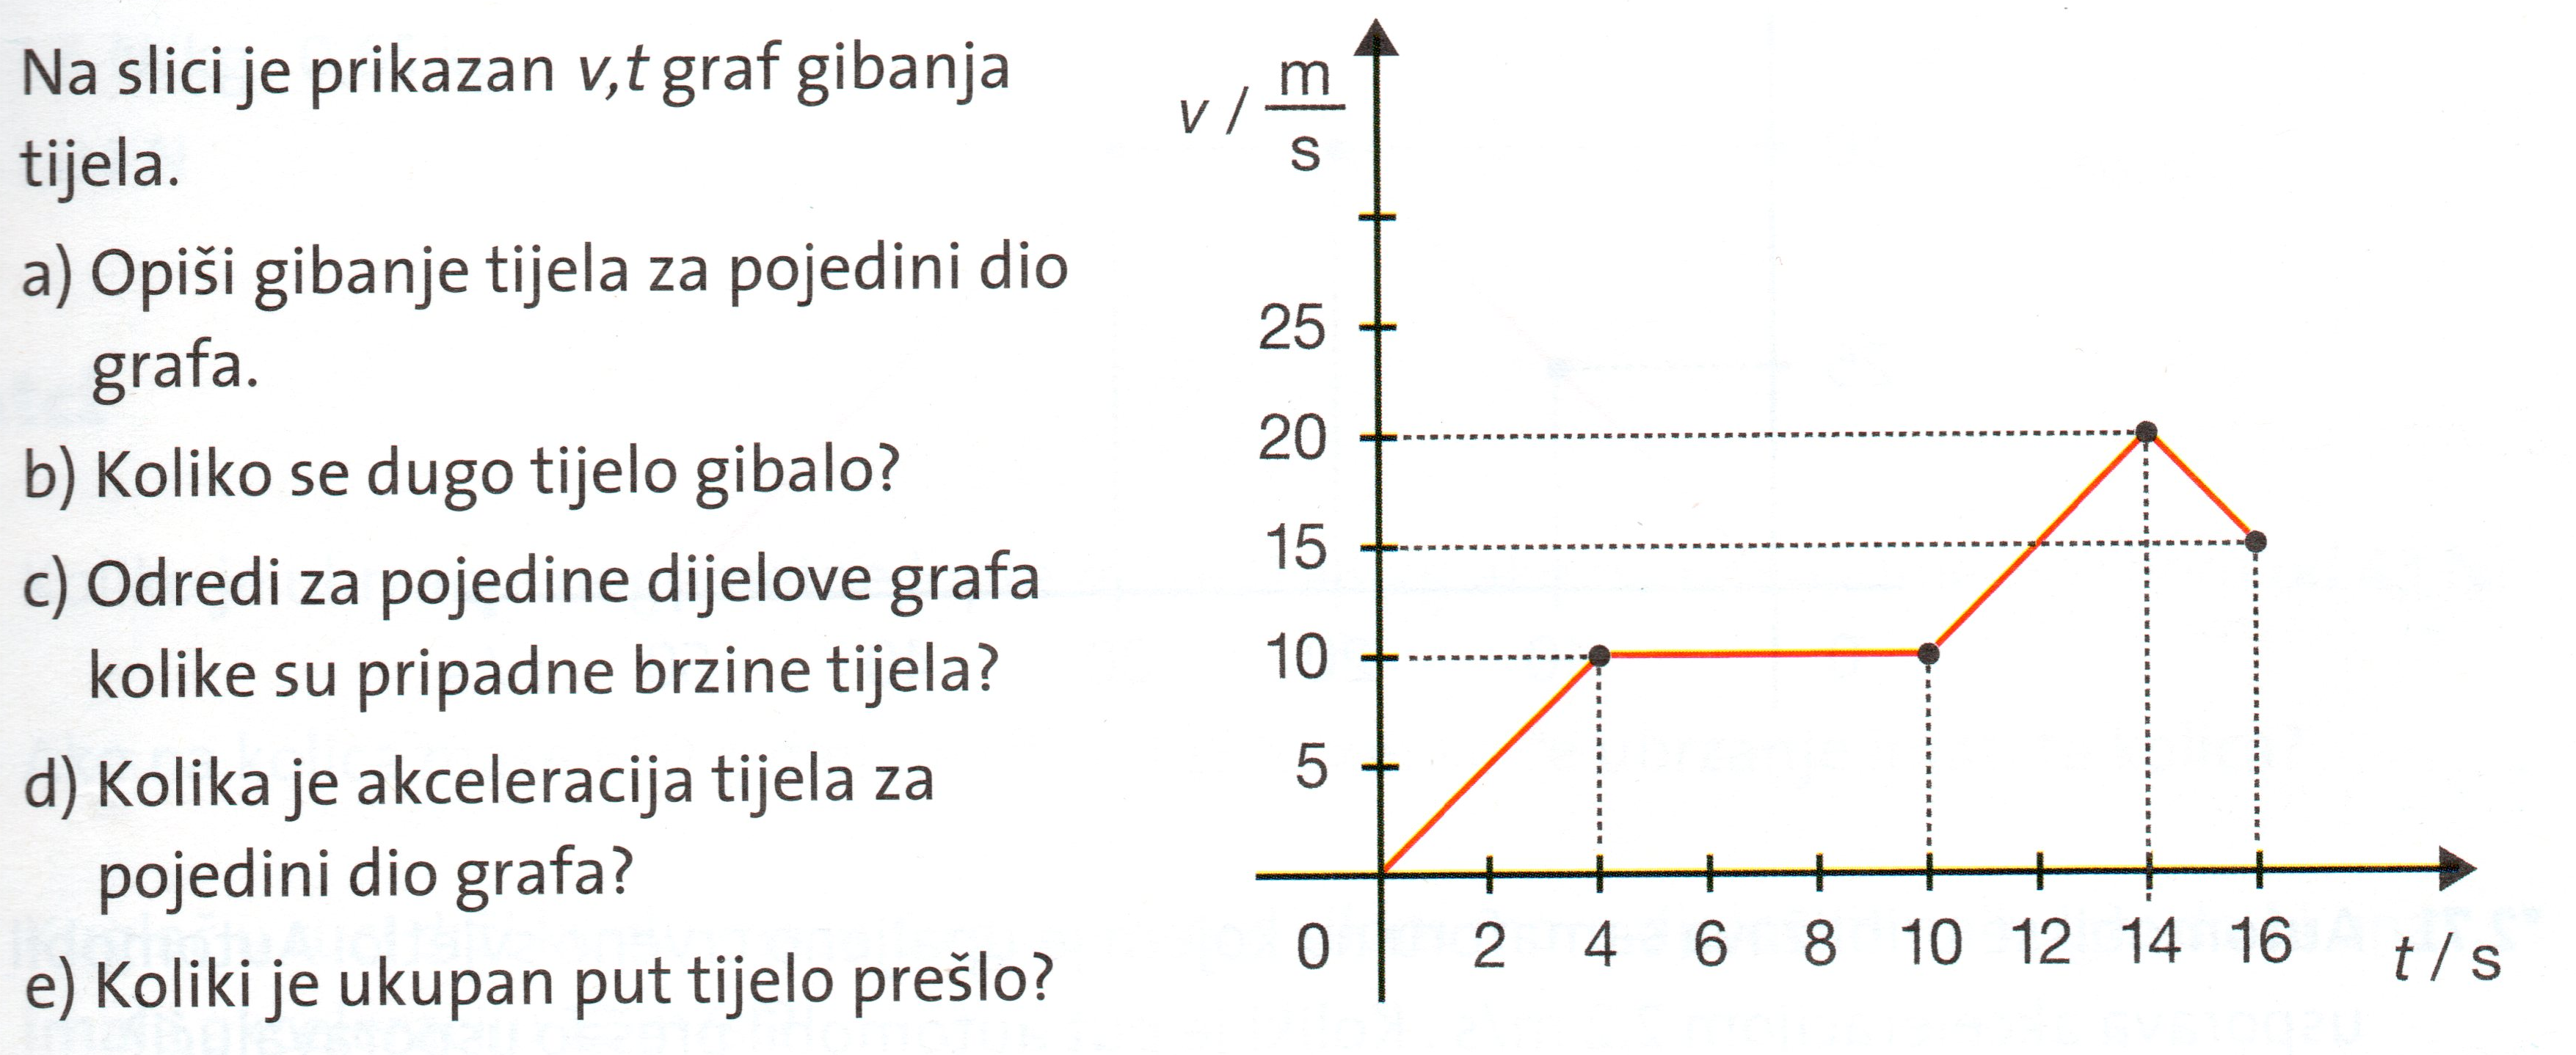 Na slici je prikazan v,t graf gibanja
tijela.
a) Opiši gibanje tijela za pojedini dio
grafa.
b) Koliko se dugo tijelo gibalo?
c) Odredi za pojedine dijelove grafa
kolike su pripadne brzine tijela?
d) Kolika je akceleracija tijela za
pojedini dio grafa?
e) Koliki je ukupan put tijelo prešlo?
v / m
s
25
20
15
10
5
0 2 4 6 8 10 12 14 16 t / s